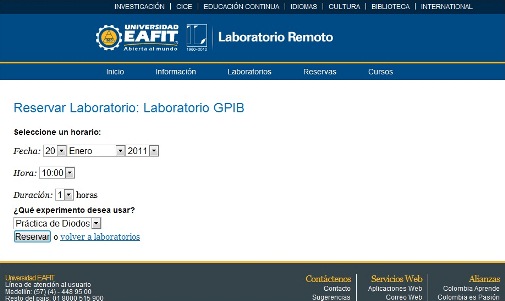 INVESTIGACIÓN | CICE | EDUCACIÓN CONTINUA | IDIOMAS | CULTURA | BIBLIOTECA | INTERNATIONAL
UNIVERSIDAD
EAFIT
Abierta al mundo
1960-2010
Laboratorio Remoto
Inicio Información Laboratorios Reservas Cursos
Reservar Laboratorio: Laboratorio GPIB
Seleccione un horario:
Fecha: 20 Enero 2011
Hora: 10:00
Duración: 1 horas
¿Qué experimento desea usar?
Práctica de Diodos
Reservar o volver a laboratorios
Universidad EAFIT
Línea de atención al usuario
Medellín: (57) (4) - 448 95 00
Resto del país: 01 8000 515 900
Contáctenos
Contacto
Sugerencias
Servicios Web
Aplicaciones Web
Correo Web
Alianzas
Colombia Aprende
Colombia es Pasión